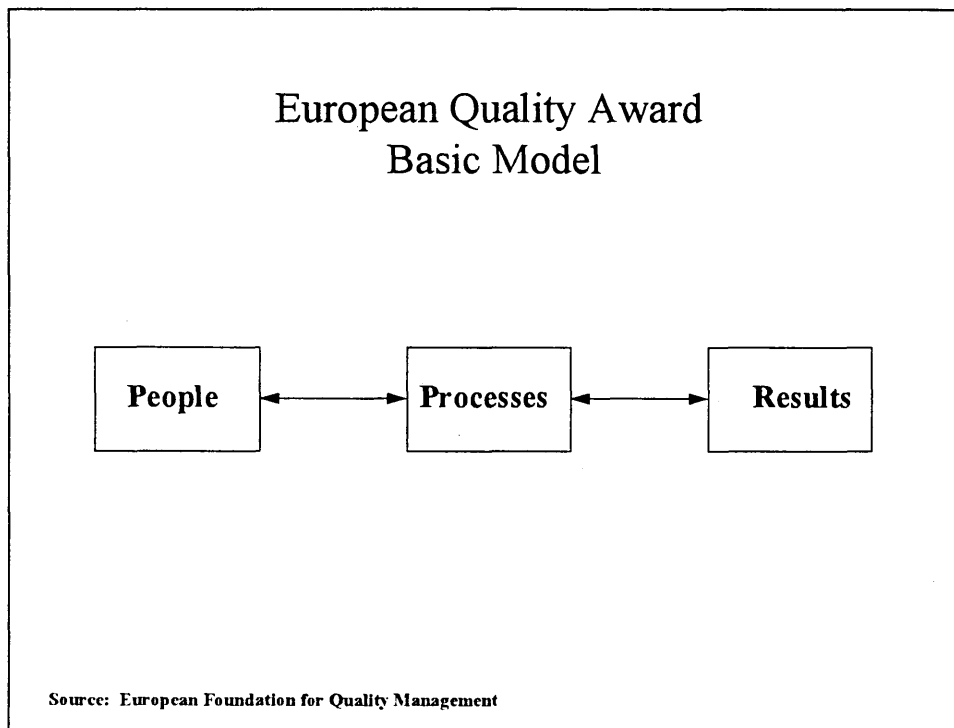 European Quality Award
Basic Model
People
Processes
Results
Source: European Foundation for Quality Management